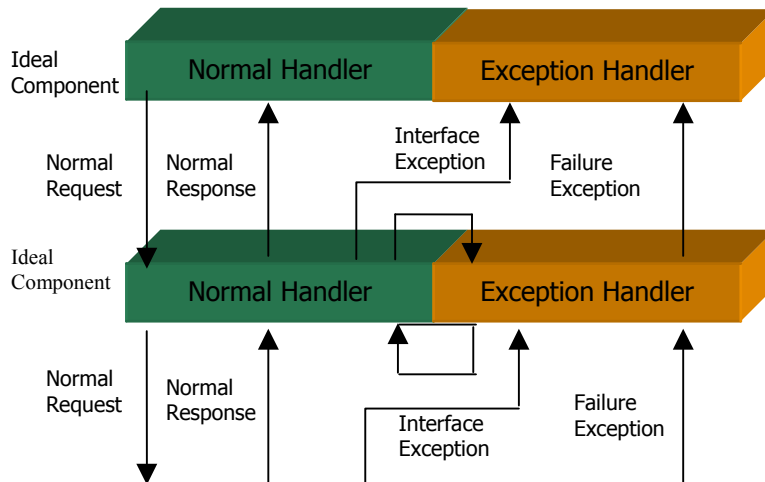 Ideal
Component
Normal Handler
Exception Handler
Normal
Request
Normal
Response
Interface
Exception
Failure
Exception
Ideal
Component
Normal Handler
Exception Handler
Normal
Request
Normal
Response
Interface
Exception
Failure
Exception